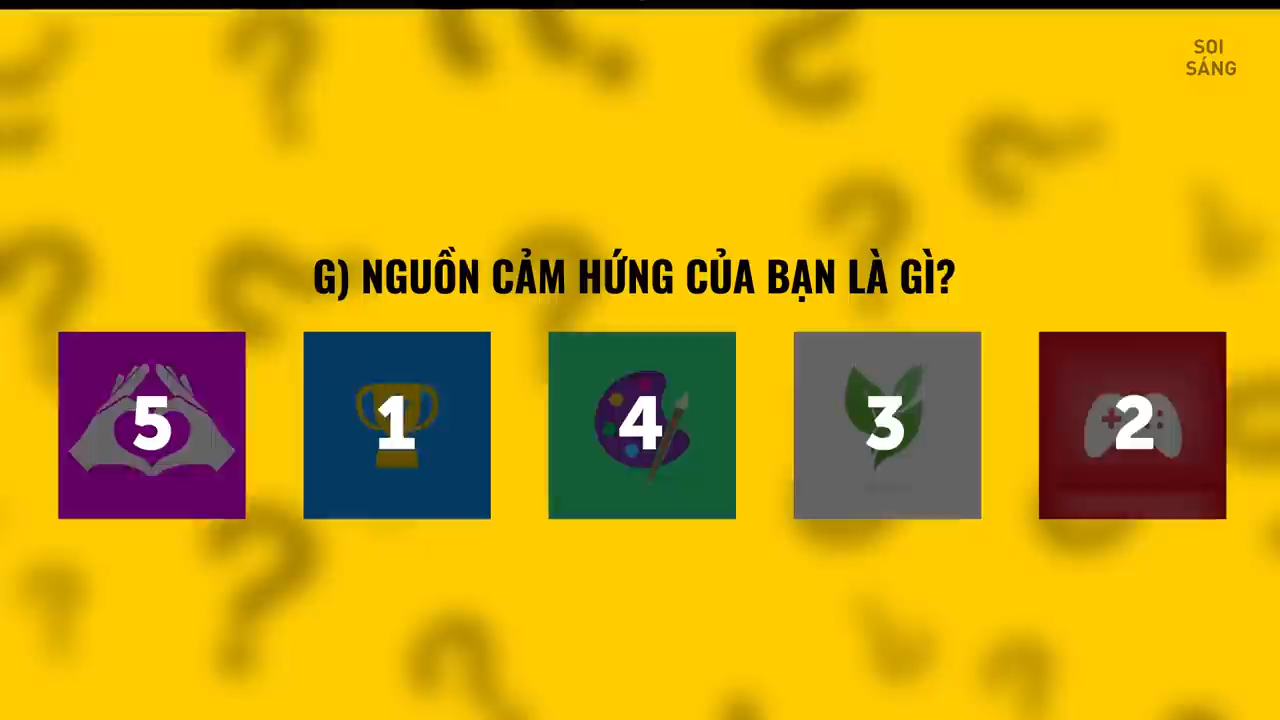 SOI
SÁNG
G) NGUỒN CẢM HỨNG CỦA BẠN LÀ GÌ?
5 1 4 3 2